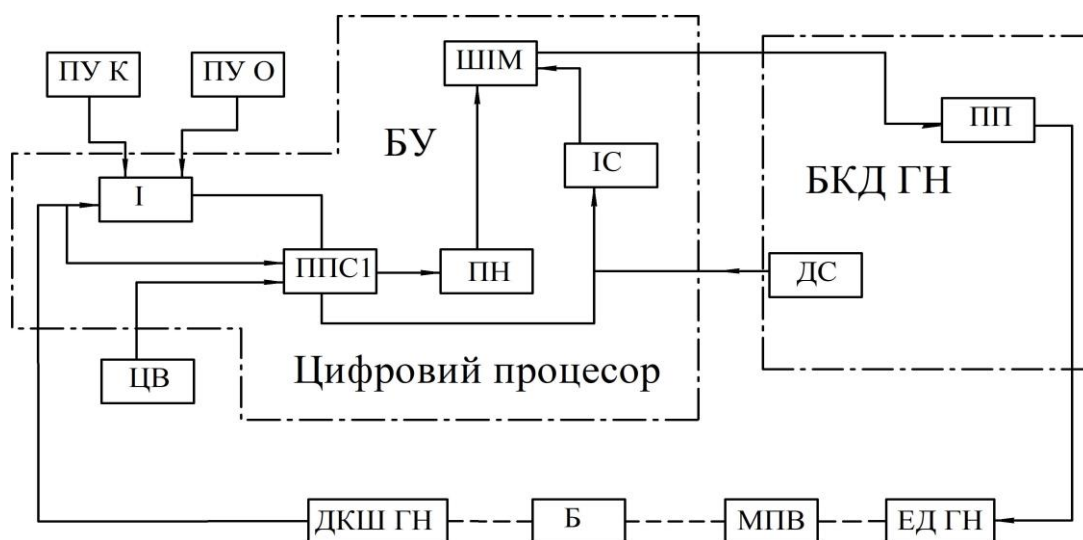 ПУ К
ПУ О
ШІМ
ПП
БУ
ІС
БКД ГН
І
ППС1
ПН
ДС
ЦВ
Цифровий процесор
ДКШ ГН
Б
МПВ
ЕД ГН